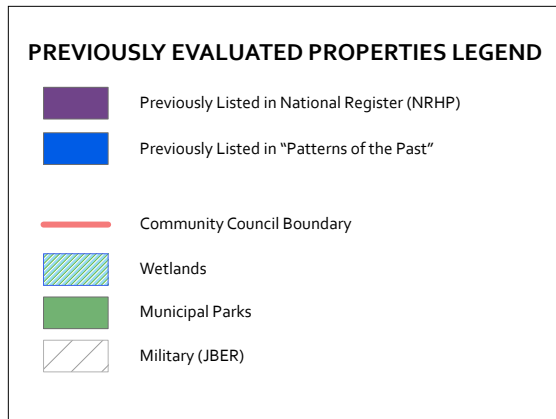 PREVIOUSLY EVALUATED PROPERTIES LEGEND
Previously Listed in National Register (NRHP)
Previously Listed in “Patterns of the Past”
Community Council Boundary
Wetlands
Municipal Parks
Military (JBER)